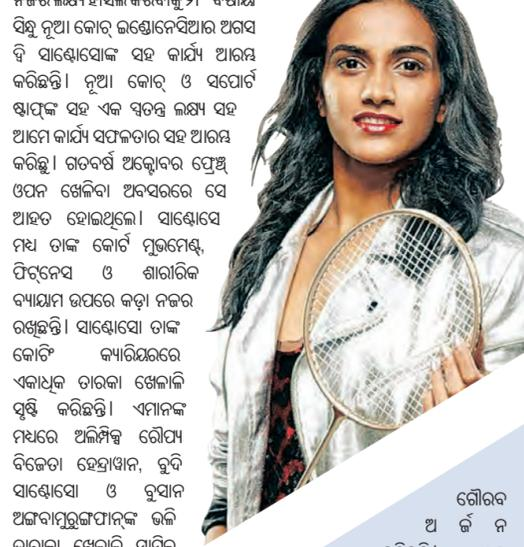 ସିନ୍ଧୁ ନୂଆ କୋଚ୍ ଇଣ୍ଡୋନେସିଆର ଅଗସ
ଦ୍ୱି ସାଣ୍ଟୋସୋଙ୍କ ସହ କାର୍ଯ୍ୟ ଆରମ୍ଭ
କରିଛନ୍ତି। ନୂଆ କୋଚ୍ ଓ ସପୋର୍ଟ
ଷ୍ଟାଫ୍‌ଙ୍କ ସହ ଏକ ସ୍ୱତନ୍ତ୍ର ଲକ୍ଷ୍ୟ ସହ
ଆମେ କାର୍ଯ୍ୟ ସଫଳତାର ସହ ଆରମ୍ଭ
କରିଛୁ। ଗତବର୍ଷ ଅକ୍ଟୋବର ଫ୍ରେଞ୍ଚ୍
ଓପନ ଖେଳିବା ଅବସରରେ ସେ
ଆହତ ହୋଇଥିଲେ। ସାଣ୍ଟୋସେ
ମଧ୍ୟ ତାଙ୍କ କୋର୍ଟ ମୁଭମେଣ୍ଟ,
ଫିଟ୍‌ନେସ ଓ ଶାରୀରିକ
ବ୍ୟାୟାମ ଉପରେ କଡ଼ା ନଜର
ରଖିଛନ୍ତି। ସାଣ୍ଟୋସୋ ତାଙ୍କ
କୋଚିଂ କ୍ୟାରିୟରରେ
ଏକାଧିକ ତାରକା ଖେଳାଳି
ସୃଷ୍ଟି କରିଛନ୍ତି। ଏମାନଙ୍କ
ମଧ୍ୟରେ ଅଲିମ୍ପିକ୍ସ ରୌପ୍ୟ
ବିଜେତା ହେନ୍ଦ୍ରାୱାନ, ବୁଦି
ସାଣ୍ଟୋସୋ ଓ ବୁସାନ
ଅଙ୍ଗବାମୁରୁଙ୍ଗଫାନ୍‌ଙ୍କ ଭଳି
ଗୌରବ
ଅର୍ଜନ